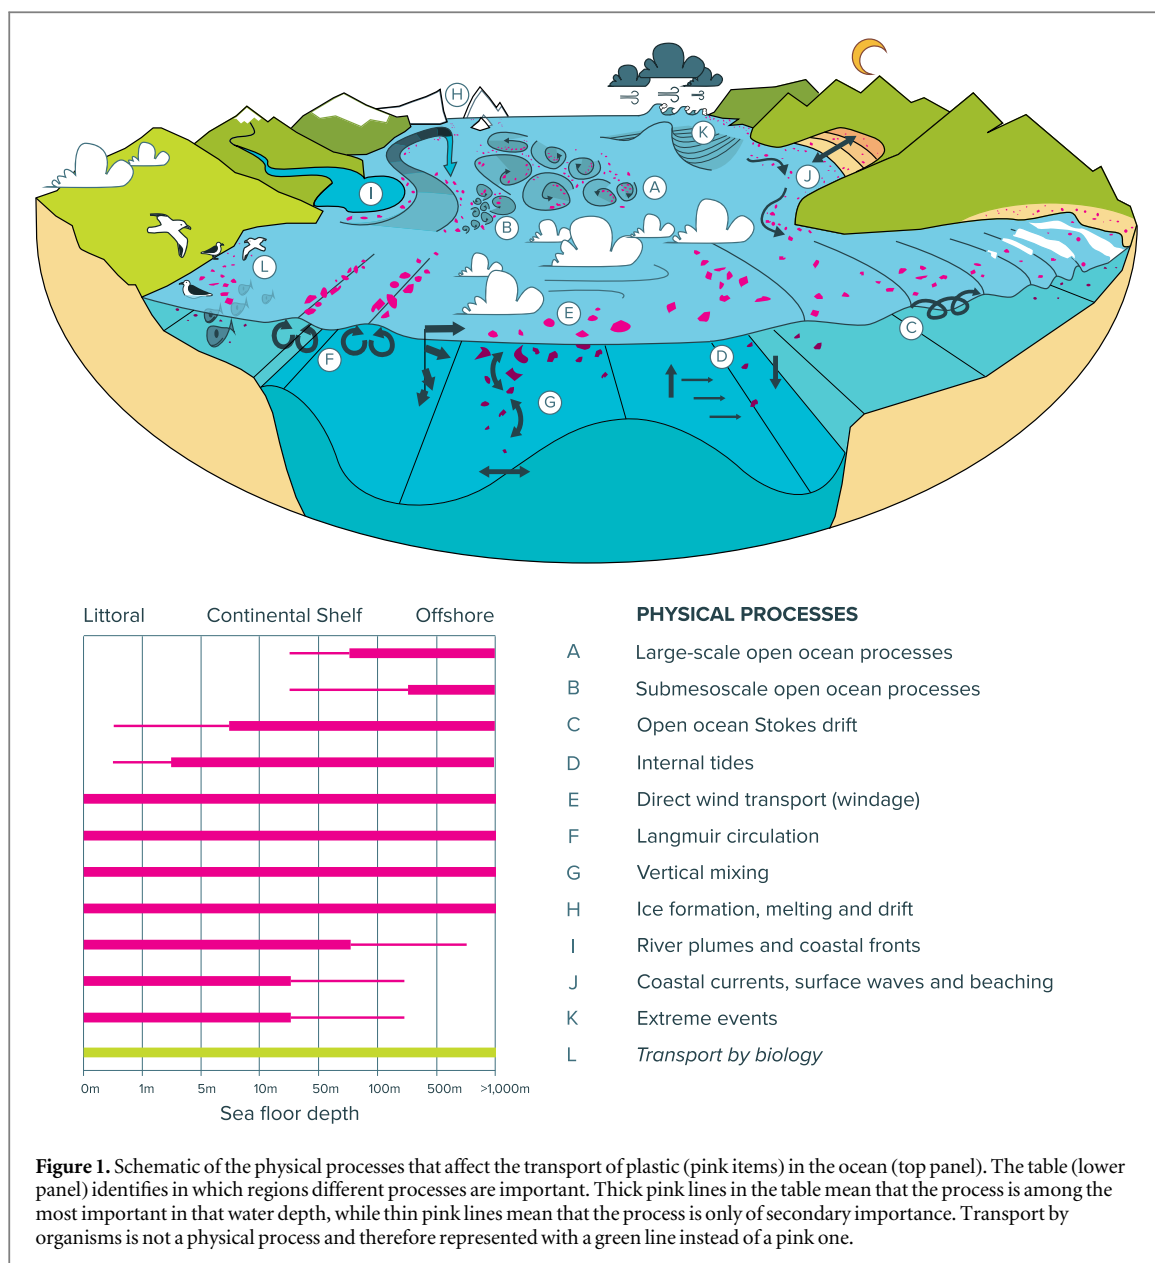 H
K
J
I
A
B
L
E
C
F
D
G
Littoral Continental Shelf Offshore
PHYSICAL PROCESSES
A Large-scale open ocean processes
B Submesoscale open ocean processes
C Open ocean Stokes drift
D Internal tides
E Direct wind transport (windage)
F Langmuir circulation
G Vertical mixing
H Ice formation, melting and drift
I River plumes and coastal fronts
J Coastal currents, surface waves and beaching
K Extreme events
L Transport by biology
0m 1m 5m 10m 50m 100m 500m >1,000m
Sea floor depth
Figure 1. Schematic of the physical processes that affect the transport of plastic (pink items) in the ocean (top panel). The table (lower
panel) identifies in which regions different processes are important. Thick pink lines in the table mean that the process is among the
most important in that water depth, while thin pink lines mean that the process is only of secondary importance. Transport by
organisms is not a physical process and therefore represented with a green line instead of a pink one.